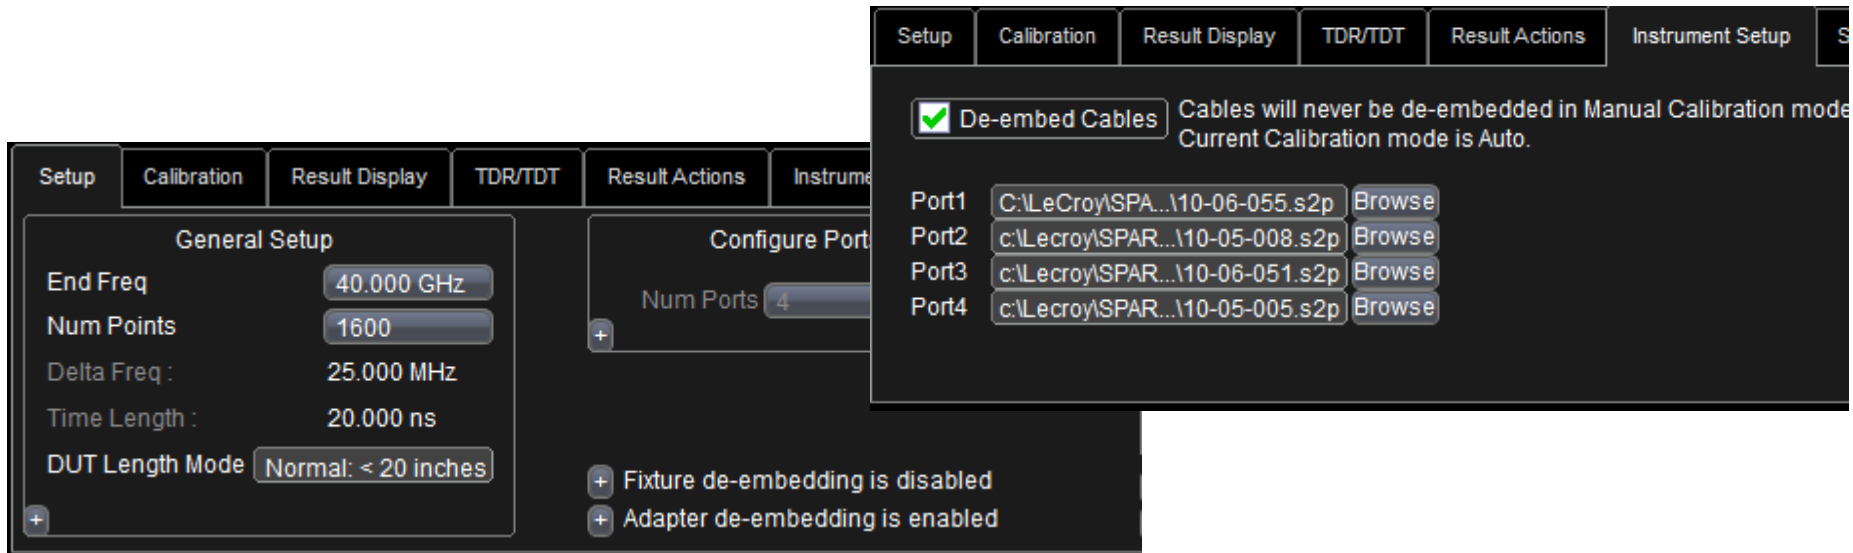 Setup Calibration Result Display TDR/TDT Result Actions Instrument Setup S
De-embed Cables
Cables will never be de-embedded in Manual Calibration mode
Current Calibration mode is Auto.
Port1 C:\LeCroy\SPA...\10-06-055.s2p Browse
Port2 c:\Lecroy\SPAR...\10-05-008.s2p Browse
Port3 c:\Lecroy\SPAR...\10-06-051.s2p Browse
Port4 c:\Lecroy\SPAR...\10-05-005.s2p Browse
Setup Calibration Result Display TDR/TDT Result Actions Instrume
General Setup
End Freq 40.000 GHz
Num Points 1600
Delta Freq : 25.000 MHz
Time Length : 20.000 ns
DUT Length Mode Normal: < 20 inches
+
Configure Ports
Num Ports 4
+
+ Fixture de-embedding is disabled
+ Adapter de-embedding is enabled